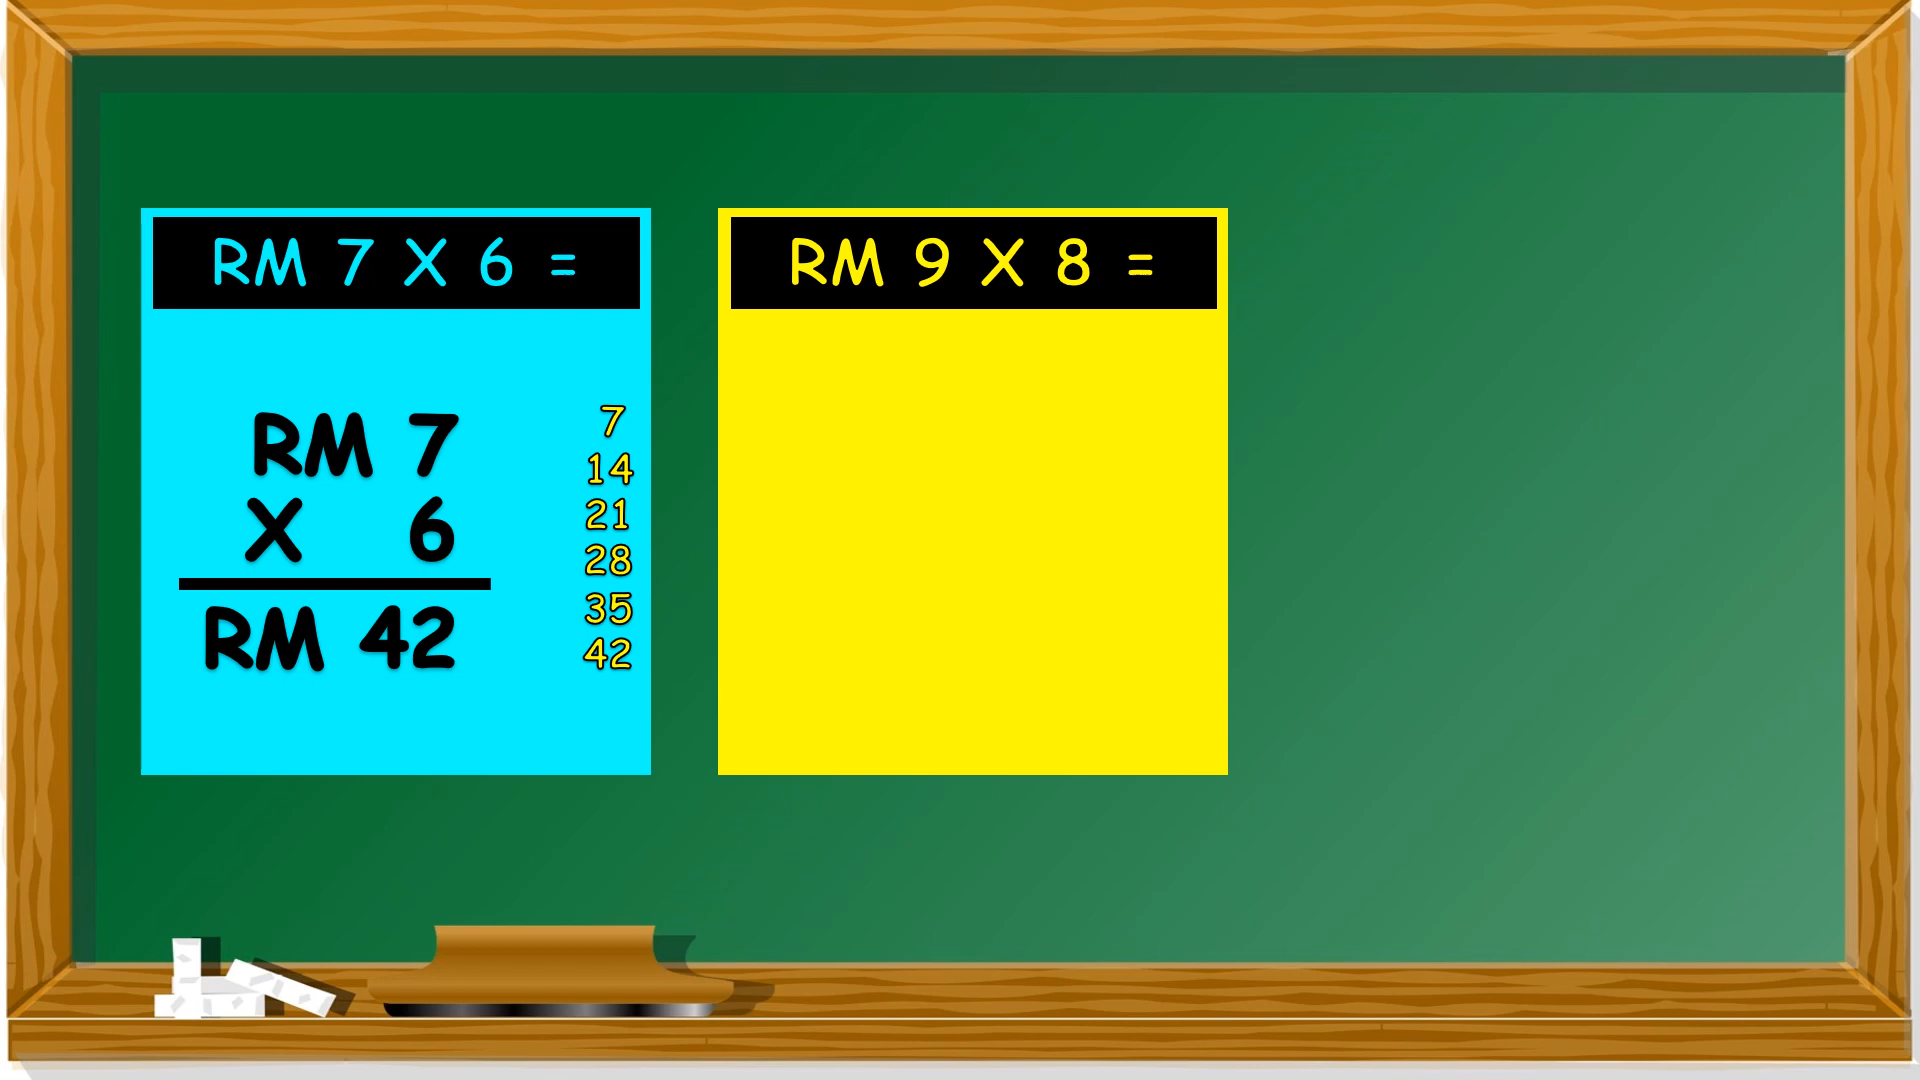 RM 7 X 6 =
RM 7
X 6
RM 42
7
14
21
28
35
42
RM 9 X 8 =